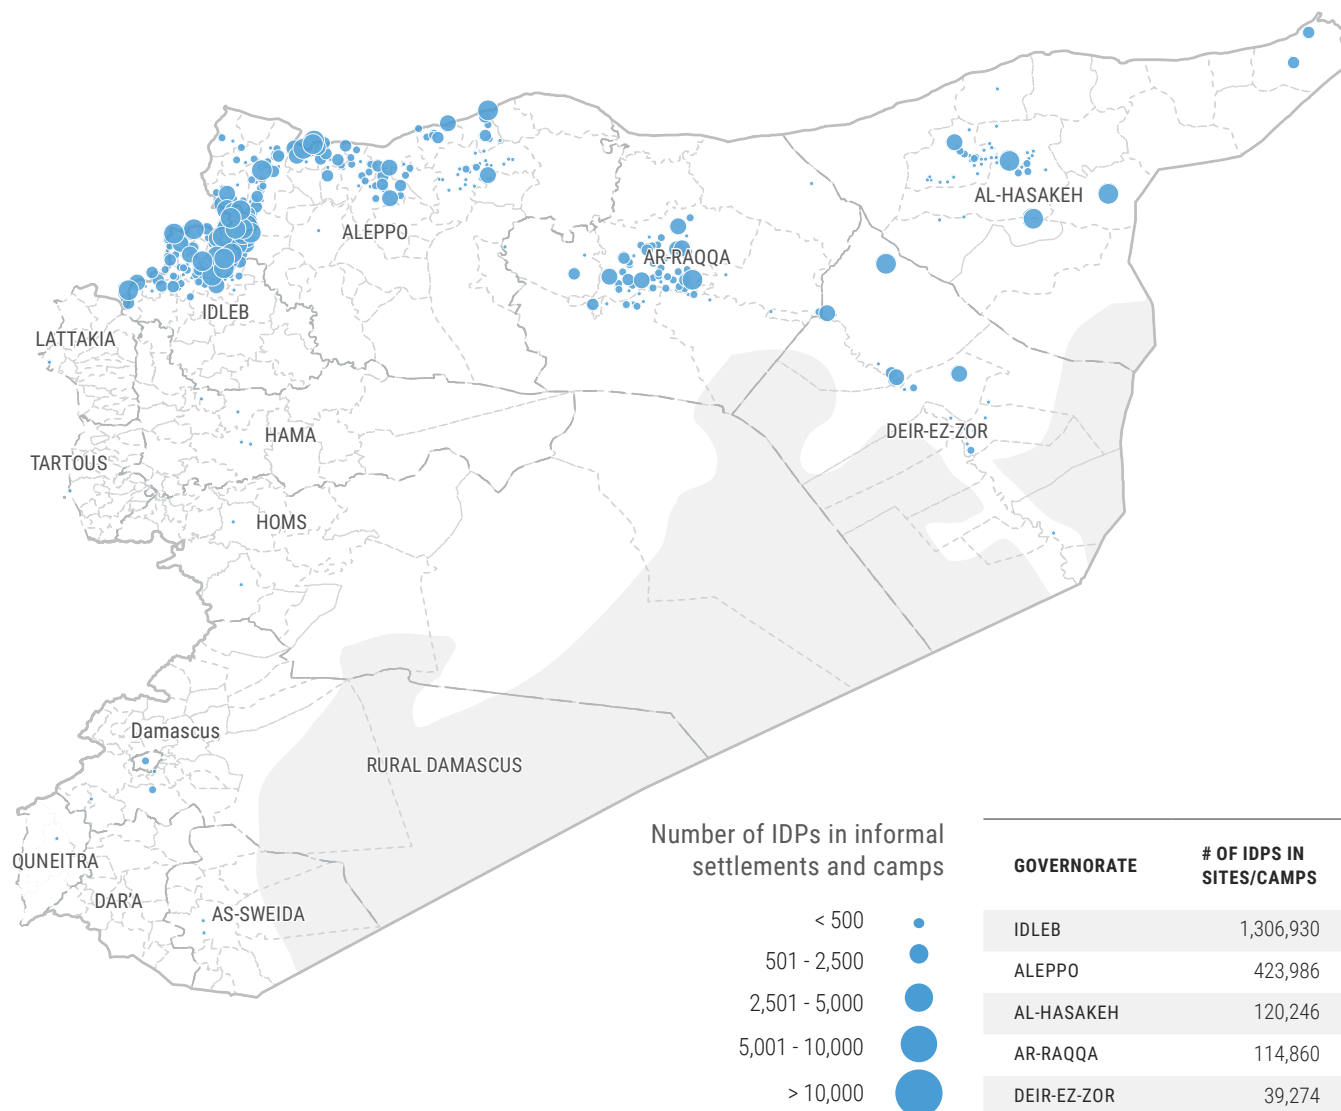 AL-HASAKEH
ALEPPO
AR-RAQQA
IDLEB
LATTAKIA
DEIR-EZ-ZOR
HAMA
TARTOUS
HOMS
Damascus
RURAL DAMASCUS
QUNEITRA
DAR'A
AS-SWEIDA
Number of IDPs in informal
settlements and camps
< 500
501 - 2,500
2,501 - 5,000
5,001 - 10,000
> 10,000
GOVERNORATE # OF IDPS IN
SITES/CAMPS
IDLEB 1,306,930
ALEPPO 423,986
AL-HASAKEH 120,246
AR-RAQQA 114,860
DEIR-EZ-ZOR 39,274